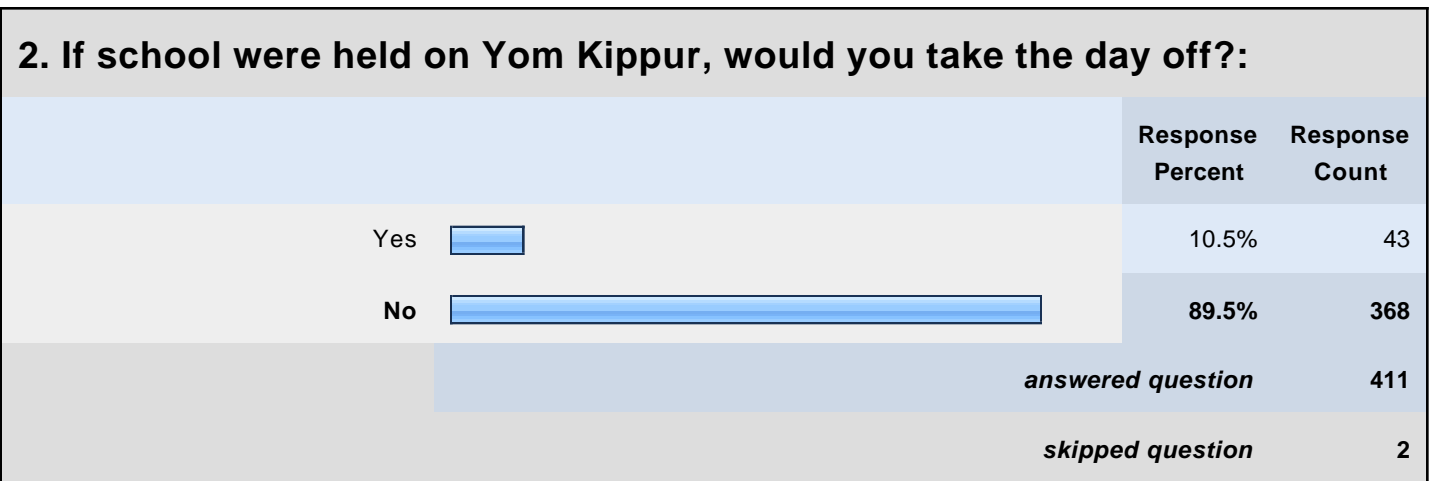 2. If school were held on Yom Kippur, would you take the day off?:
Response Percent Response Count
Yes 10.5% 43
No 89.5% 368
answered question 411
skipped question 2